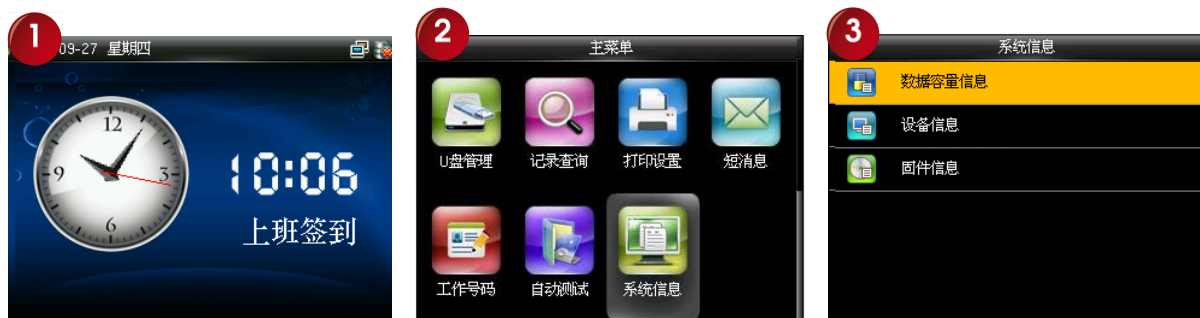 1
09-27 星期四
12
3
6
9
10:06
上班签到
2
主菜单
U盘管理
记录查询
打印设置
短消息
工作号码
自动测试
系统信息
3
系统信息
数据容量信息
设备信息
固件信息